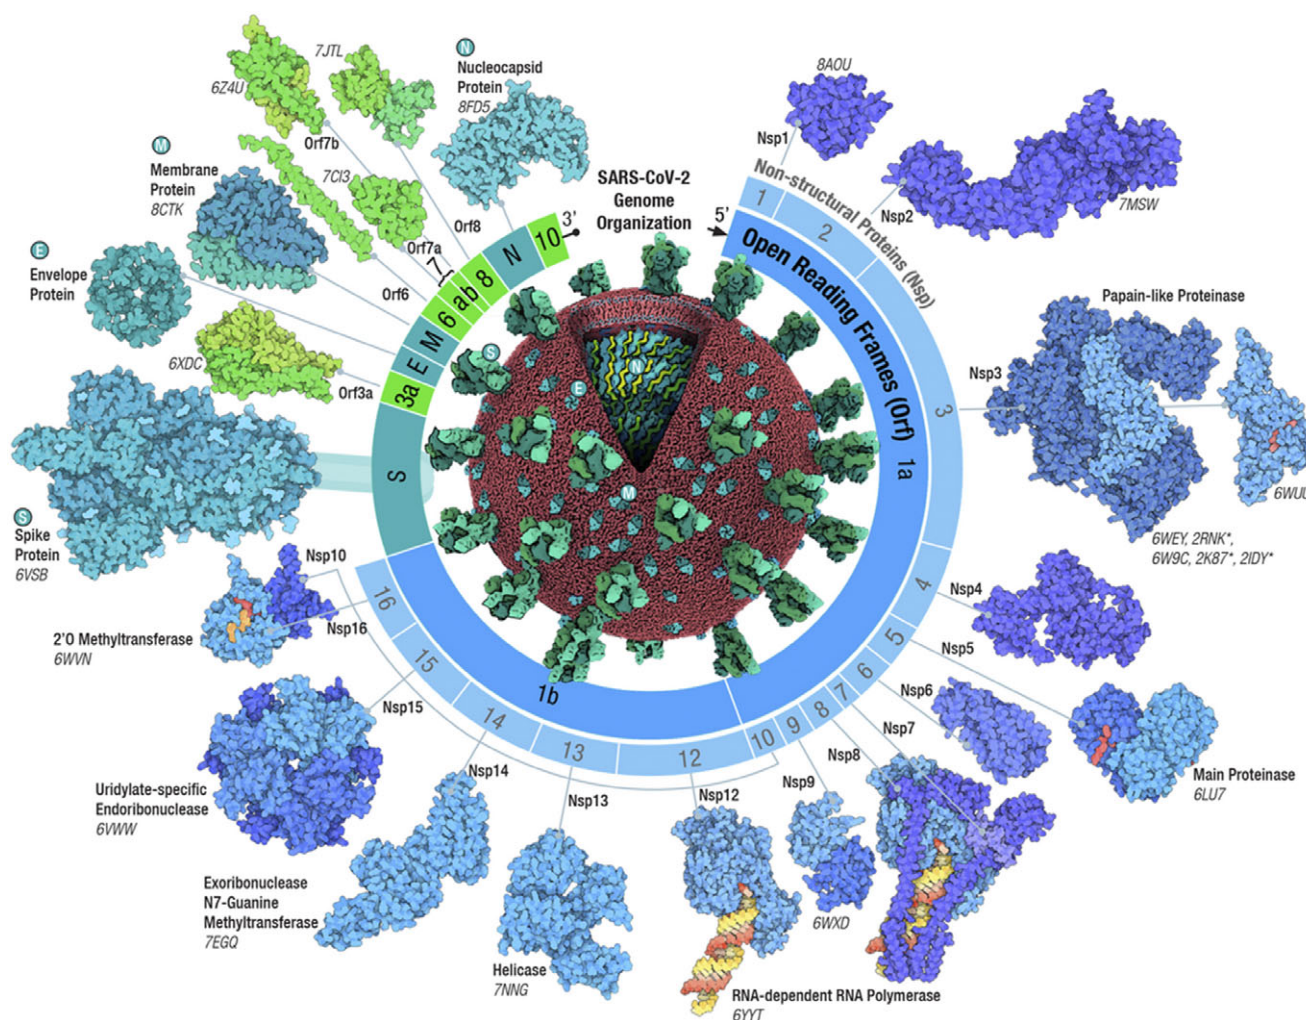 SARS-CoV-2
Genome
Organization
3’
5’
Open Reading Frames (Orf)
1a
1b
Non-structural Proteins (Nsp)
1
2
3
4
5
6
7
8
9
10
12
13
14
15
16
S
3a
E
M
6
7
a
b
8
N
10
S
E
N
M
Nsp1
8AOU
Nsp2
7MSW
Papain-like Proteinase
Nsp3
6WUU
6WEY, 2RNK*,
6W9C, 2K87*, 2IDY*
Nsp4
Nsp5
Main Proteinase
6LU7
Nsp6
Nsp7
Nsp8
Nsp9
6WXD
Nsp12
RNA-dependent RNA Polymerase
6YYT
Nsp13
Helicase
7NNG
Nsp14
Exoribonuclease
N7-Guanine
Methyltransferase
7EGQ
Nsp15
Uridylate-specific
Endoribonuclease
6VWW
Nsp10
Nsp16
2’O Methyltransferase
6WVN
S
Spike
Protein
6VSB
Orf3a
6XDC
E
Envelope
Protein
M
Membrane
Protein
8CTK
Orf6
Orf7a
7CI3
Orf7b
6Z4U
7JTL
Orf8
N
Nucleocapsid
Protein
8FD5